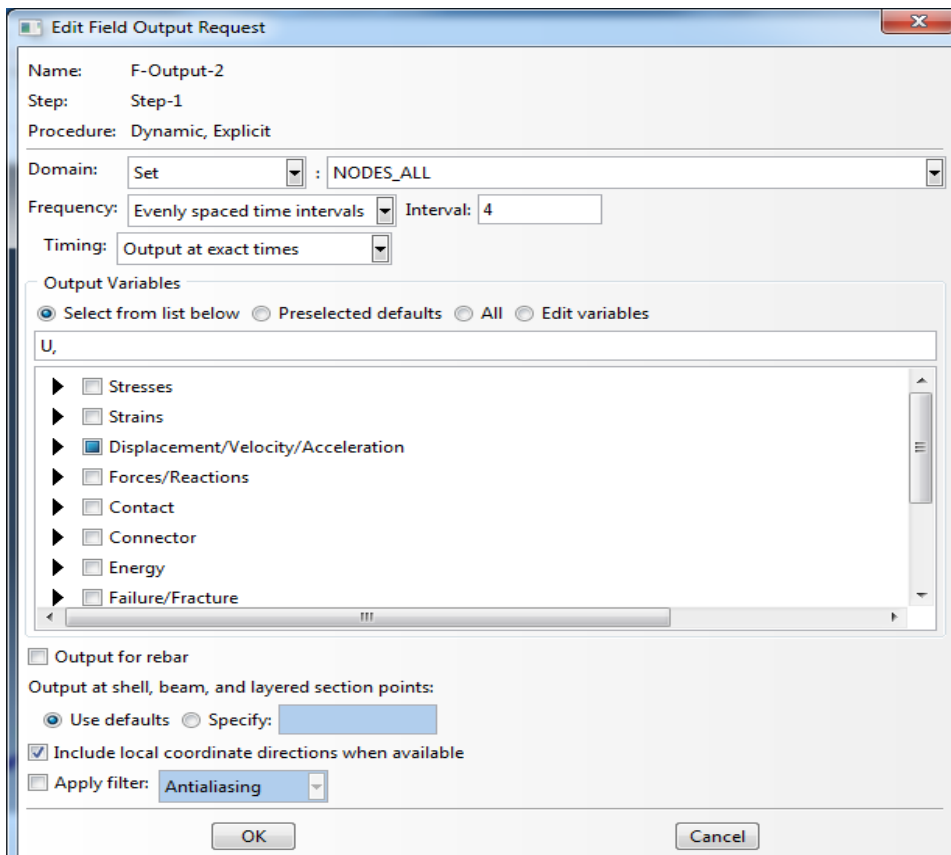 Edit Field Output Request
Name: F-Output-2
Step: Step-1
Procedure: Dynamic, Explicit
Domain: Set : NODES_ALL
Frequency: Evenly spaced time intervals Interval: 4
Timing: Output at exact times
Output Variables
Select from list below Preselected defaults All Edit variables
U,
Stresses
Strains
Displacement/Velocity/Acceleration
Forces/Reactions
Contact
Connector
Energy
Failure/Fracture
Output for rebar
Output at shell, beam, and layered section points:
Use defaults Specify:
Include local coordinate directions when available
Apply filter: Antialiasing
OK Cancel